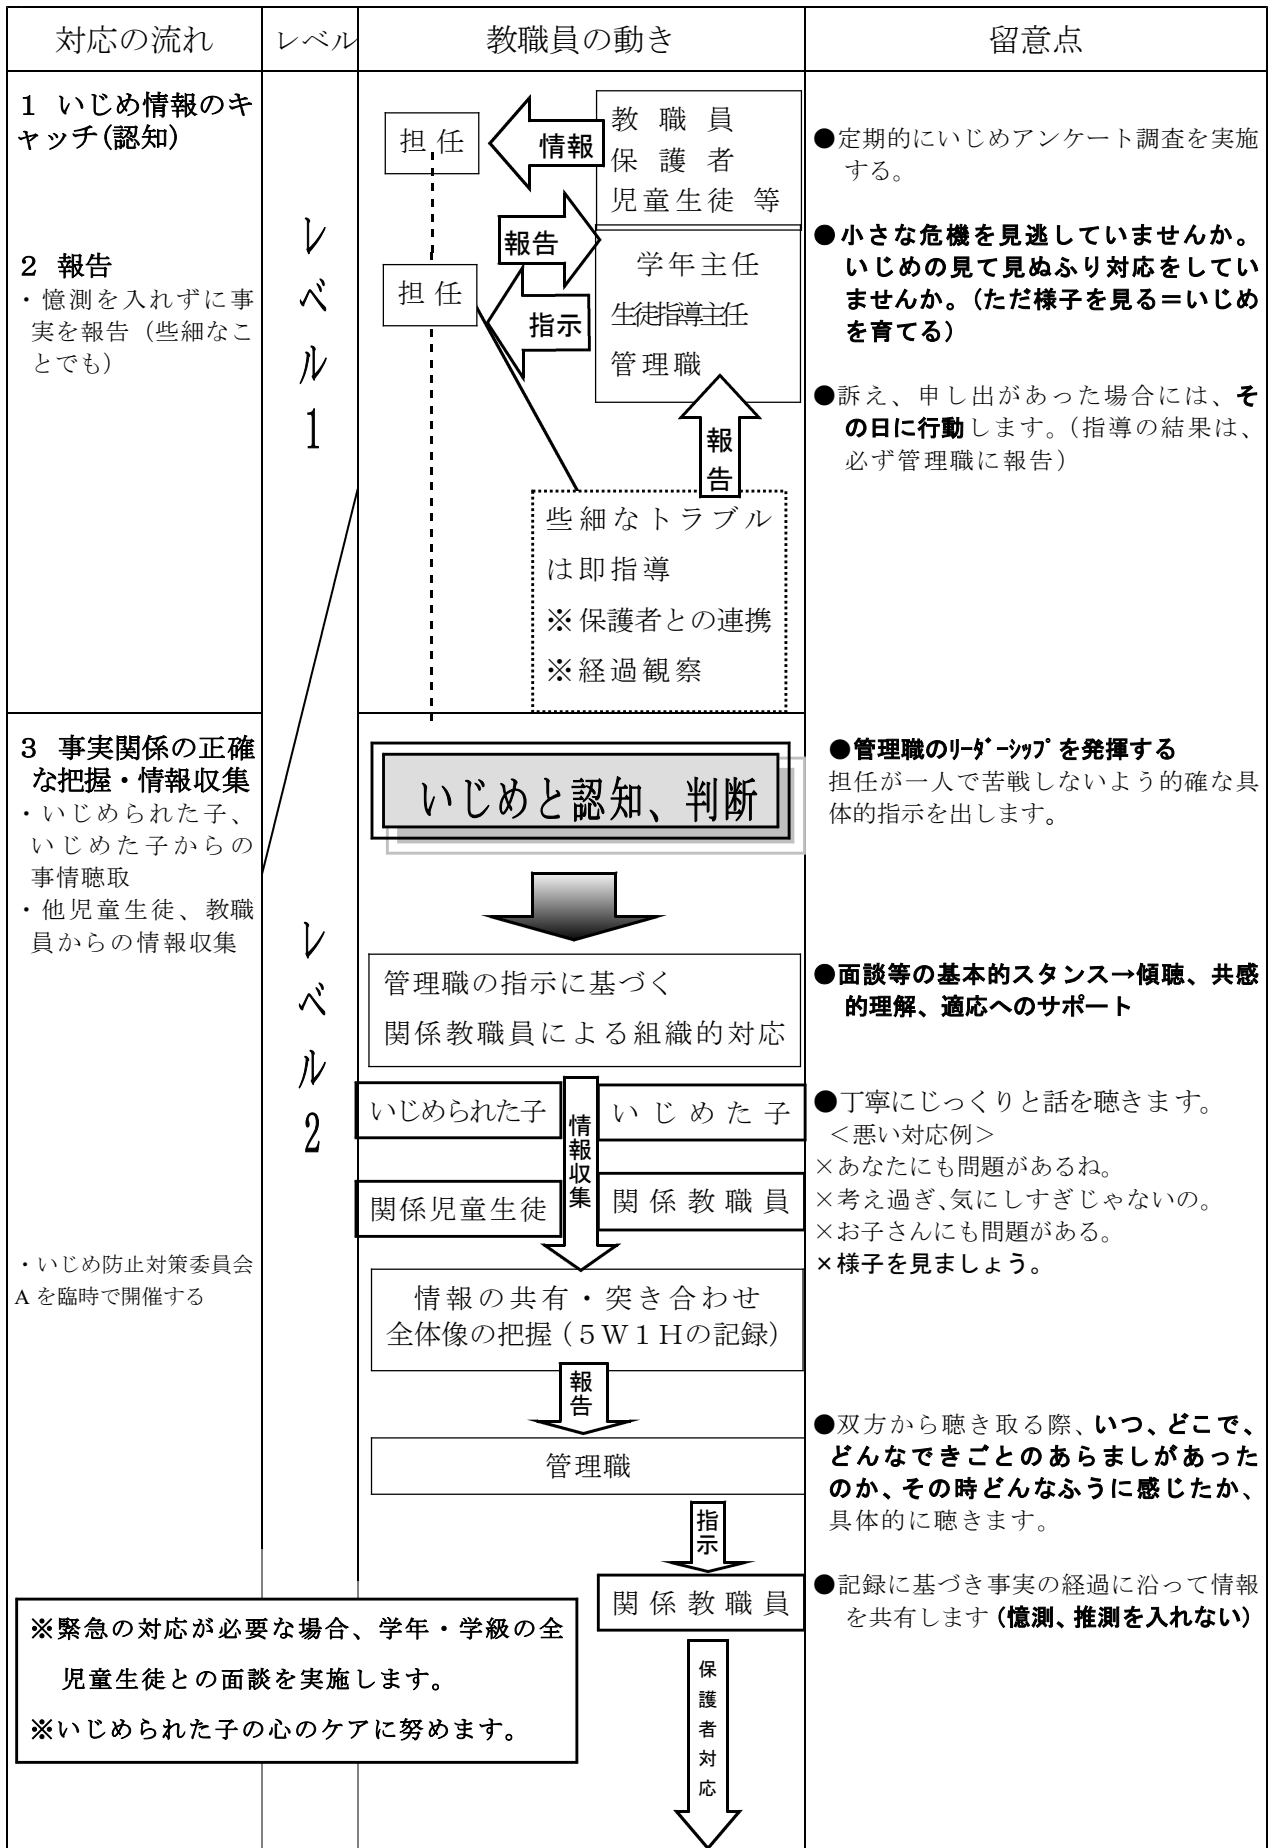 対応の流れ
レベル
教職員の動き
留意点
１ いじめ情報のキ
ャッチ(認知)
２ 報告
・憶測を入れずに事
実を報告（些細なこ
とでも）
レベル1
担任
情報
教職員
保護者
児童生徒 等
報告
担任
指示
学年主任
生徒指導主任
管理職
報告
些細なトラブル
は即指導
※保護者との連携
※経過観察
●定期的にいじめアンケート調査を実施
する。
●小さな危機を見逃していませんか。
いじめの見て見ぬふり対応をしてい
ませんか。（ただ様子を見る＝いじめ
を育てる）
●訴え、申し出があった場合には、そ
の日に行動します。（指導の結果は、
必ず管理職に報告）
３ 事実関係の正確
な把握・情報収集
・いじめられた子、
いじめた子からの
事情聴取
・他児童生徒、教職
員からの情報収集
・いじめ防止対策委員会
Aを臨時で開催する
レベル2
いじめと認知、判断
管理職の指示に基づく
関係教職員による組織的対応
いじめられた子
いじめた子
情報収集
関係児童生徒
関係教職員
情報の共有・突き合わせ
全体像の把握（５Ｗ１Ｈの記録）
報告
管理職
指示
関係教職員
保護者対応
●管理職のﾘｰﾀﾞｰｼｯﾌﾟを発揮する
担任が一人で苦戦しないよう的確な具
体的指示を出します。
●面談等の基本的スタンス→傾聴、共感
的理解、適応へのサポート
●丁寧にじっくりと話を聴きます。
＜悪い対応例＞
×あなたにも問題があるね。
×考え過ぎ、気にしすぎじゃないの。
×お子さんにも問題がある。
×様子を見ましょう。
●双方から聴き取る際、いつ、どこで、
どんなできごとのあらましがあった
のか、その時どんなふうに感じたか、
具体的に聴きます。
●記録に基づき事実の経過に沿って情報
を共有します（憶測、推測を入れない）
※緊急の対応が必要な場合、学年・学級の全
児童生徒との面談を実施します。
※いじめられた子の心のケアに努めます。